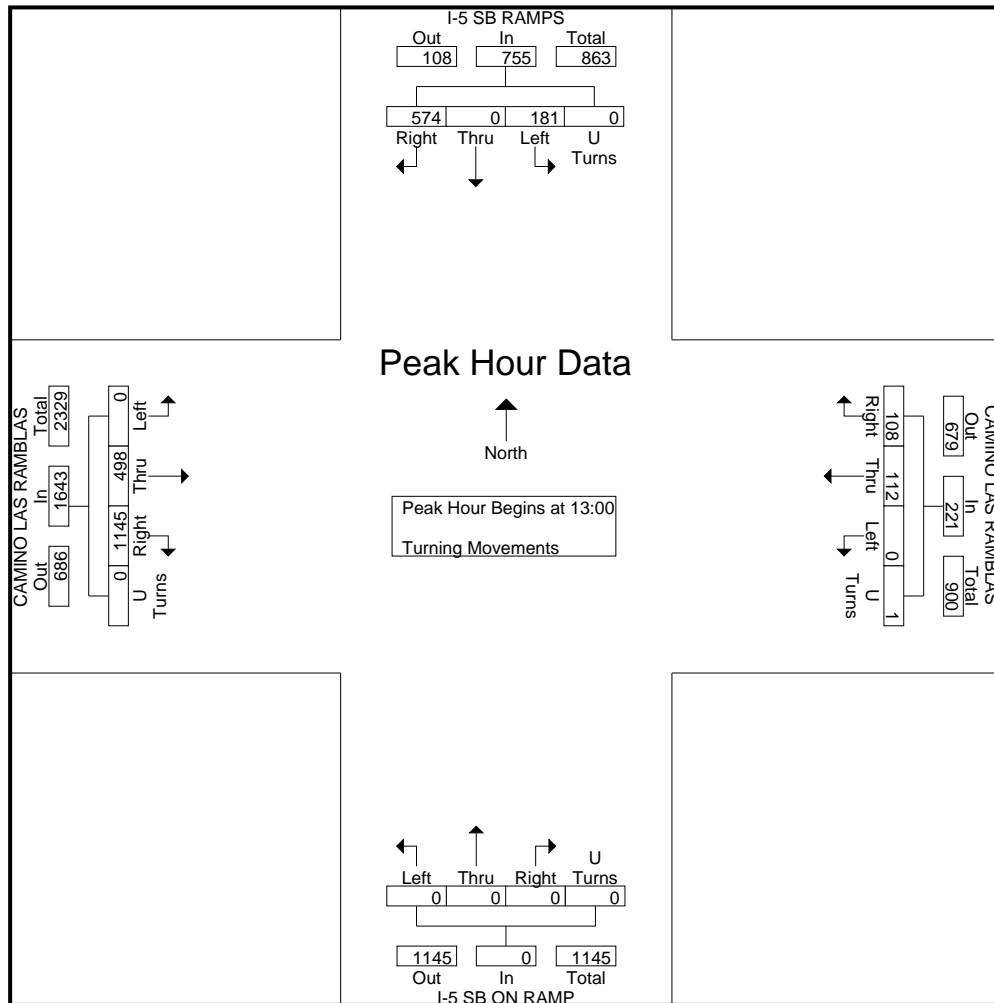 I-5 SB RAMPS
Out In Total
108 755 863
574 0 181 0
Right Thru Left U
Turns
Peak Hour Data
North
Peak Hour Begins at 13:00
Turning Movements
CAMINO LAS RAMBLAS
Out In Total
686 1643 2329
Left Thru Right U
Turns
0 498 1145 0
CAMINO LAS RAMBLAS
Out In Total
679 221 900
Right Thru Left U
Turns
108 112 0 1
U
Left Thru Right Turns
0 0 0 0
1145 0 1145
Out In Total
I-5 SB ON RAMP